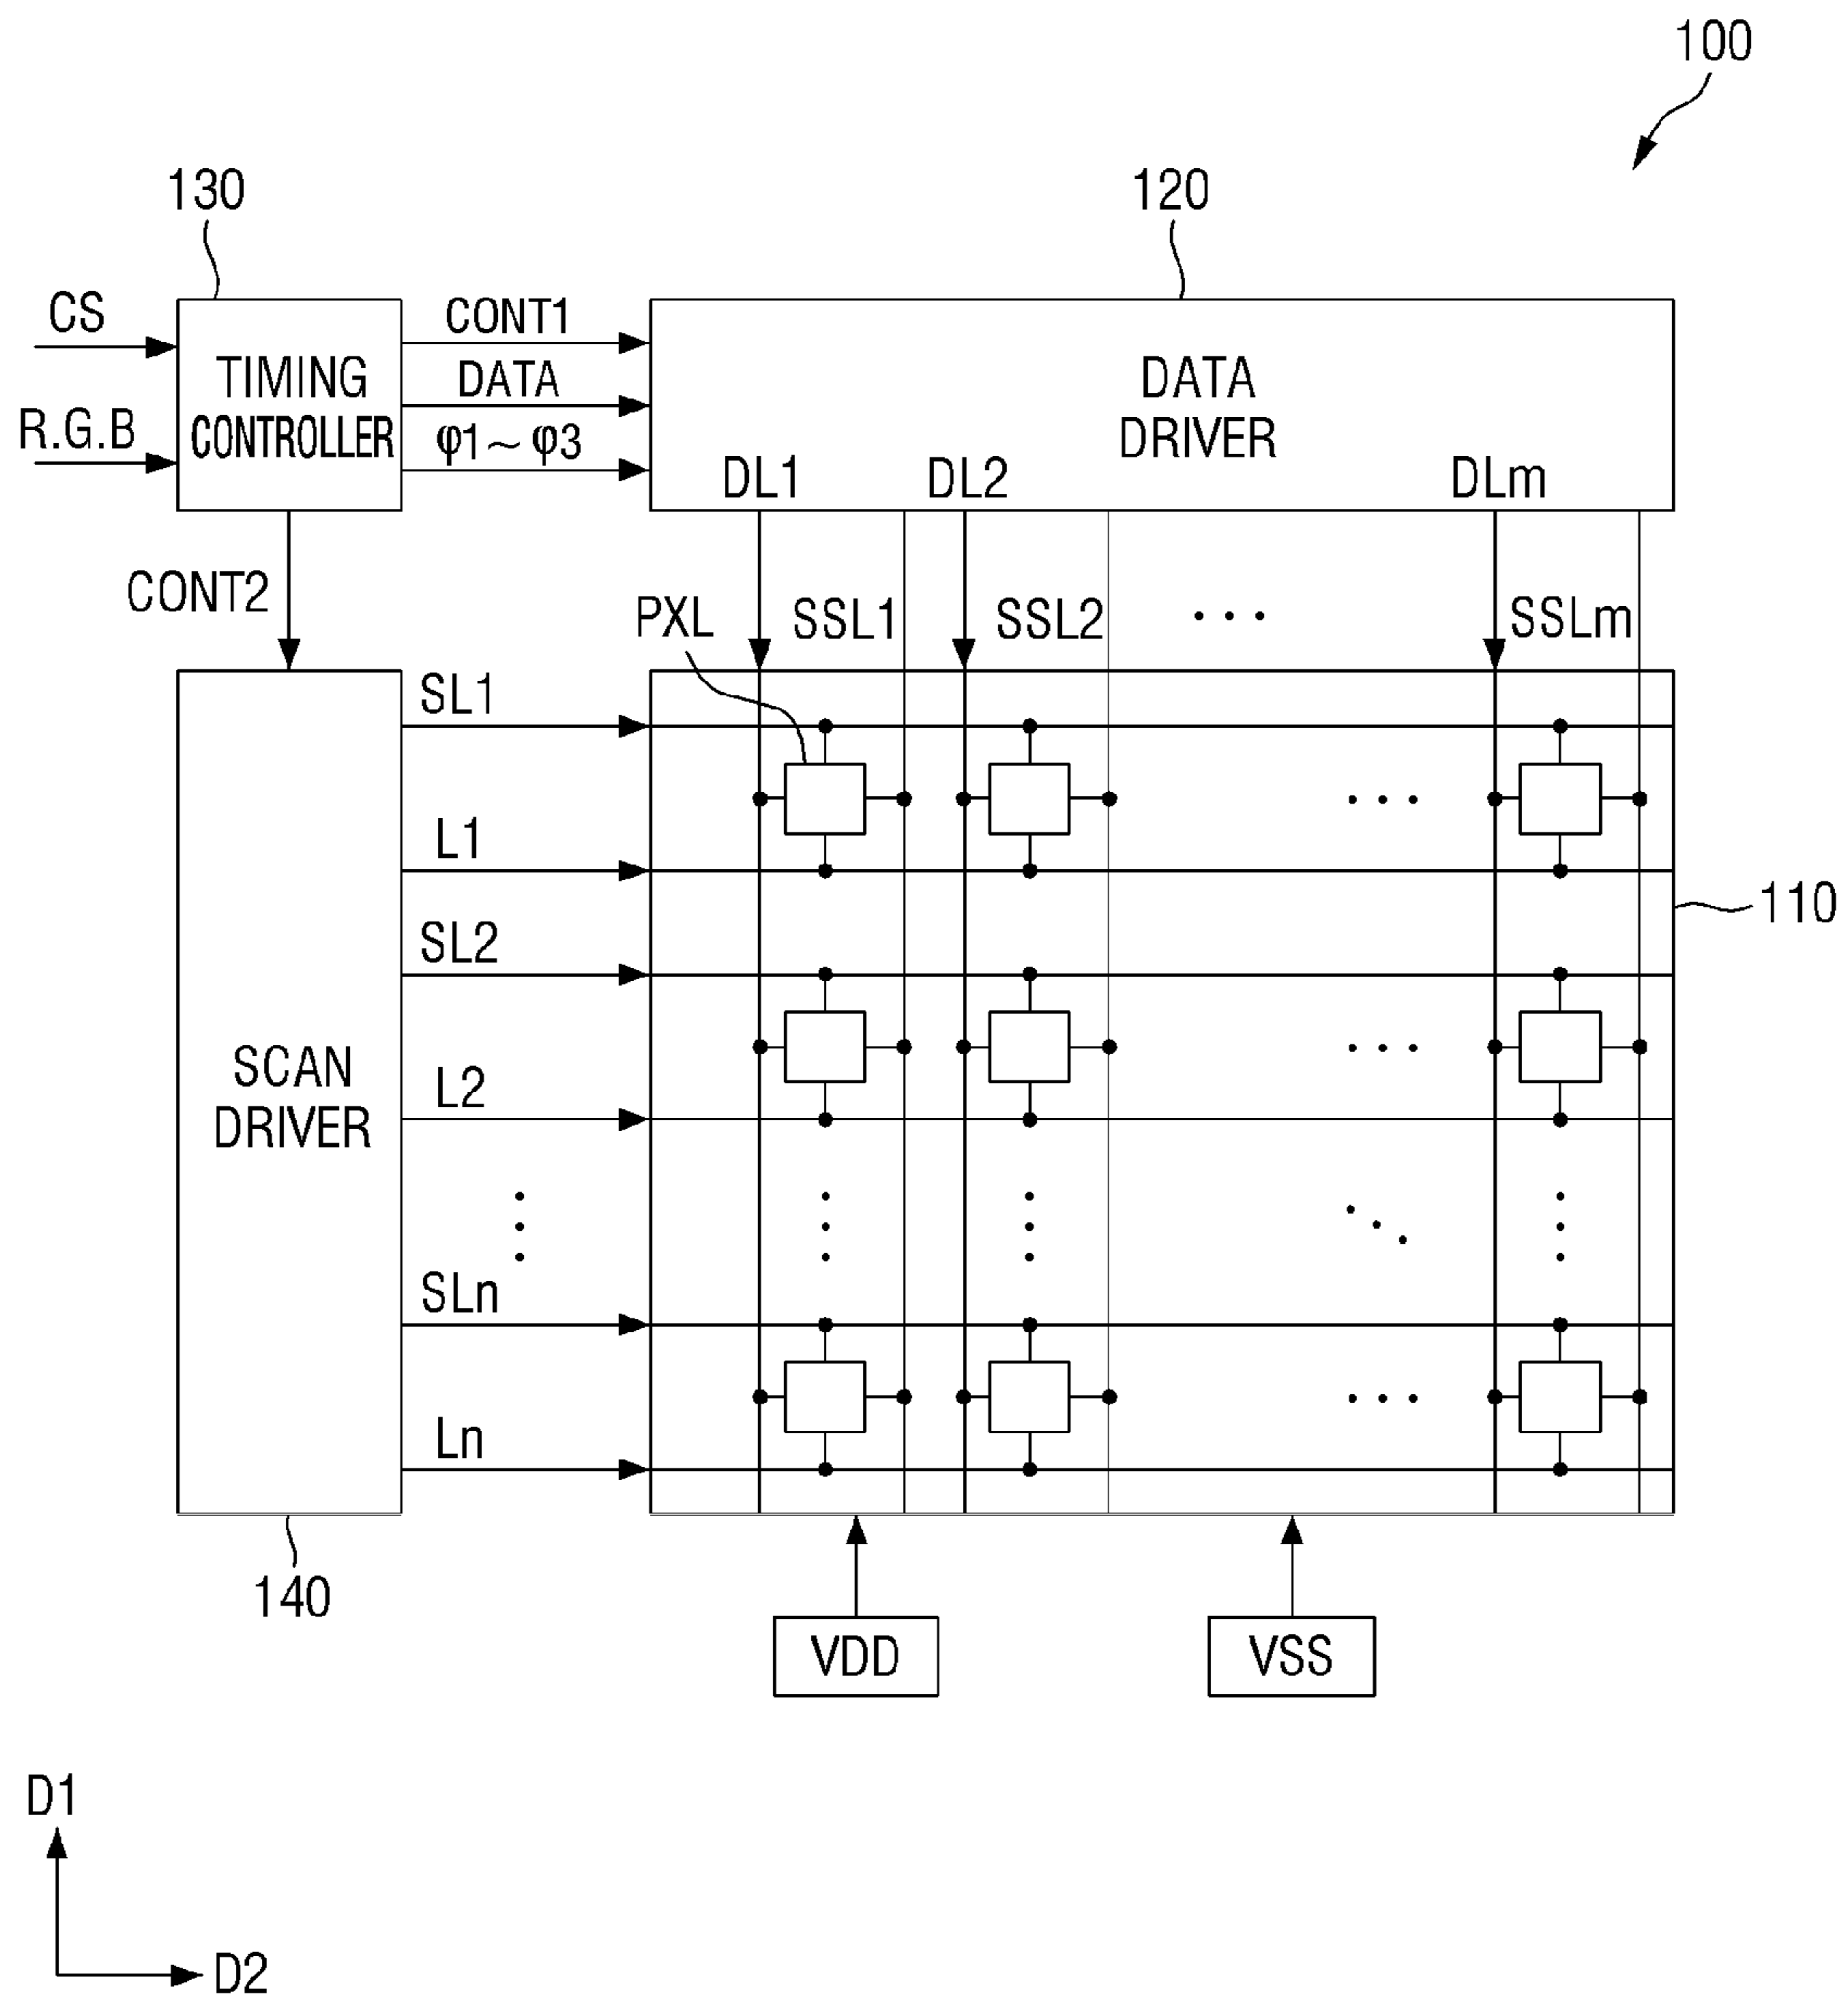 100
130
120
CS
R.G.B
TIMING
CONTROLLER
CONT1
DATA
φ1~φ3
DATA
DRIVER
DL1
DL2
DLm
CONT2
PXL
SSL1
SSL2
...
SSLm
SL1
L1
110
SL2
L2
SCAN
DRIVER
SLn
Ln
140
VDD
VSS
D1
D2